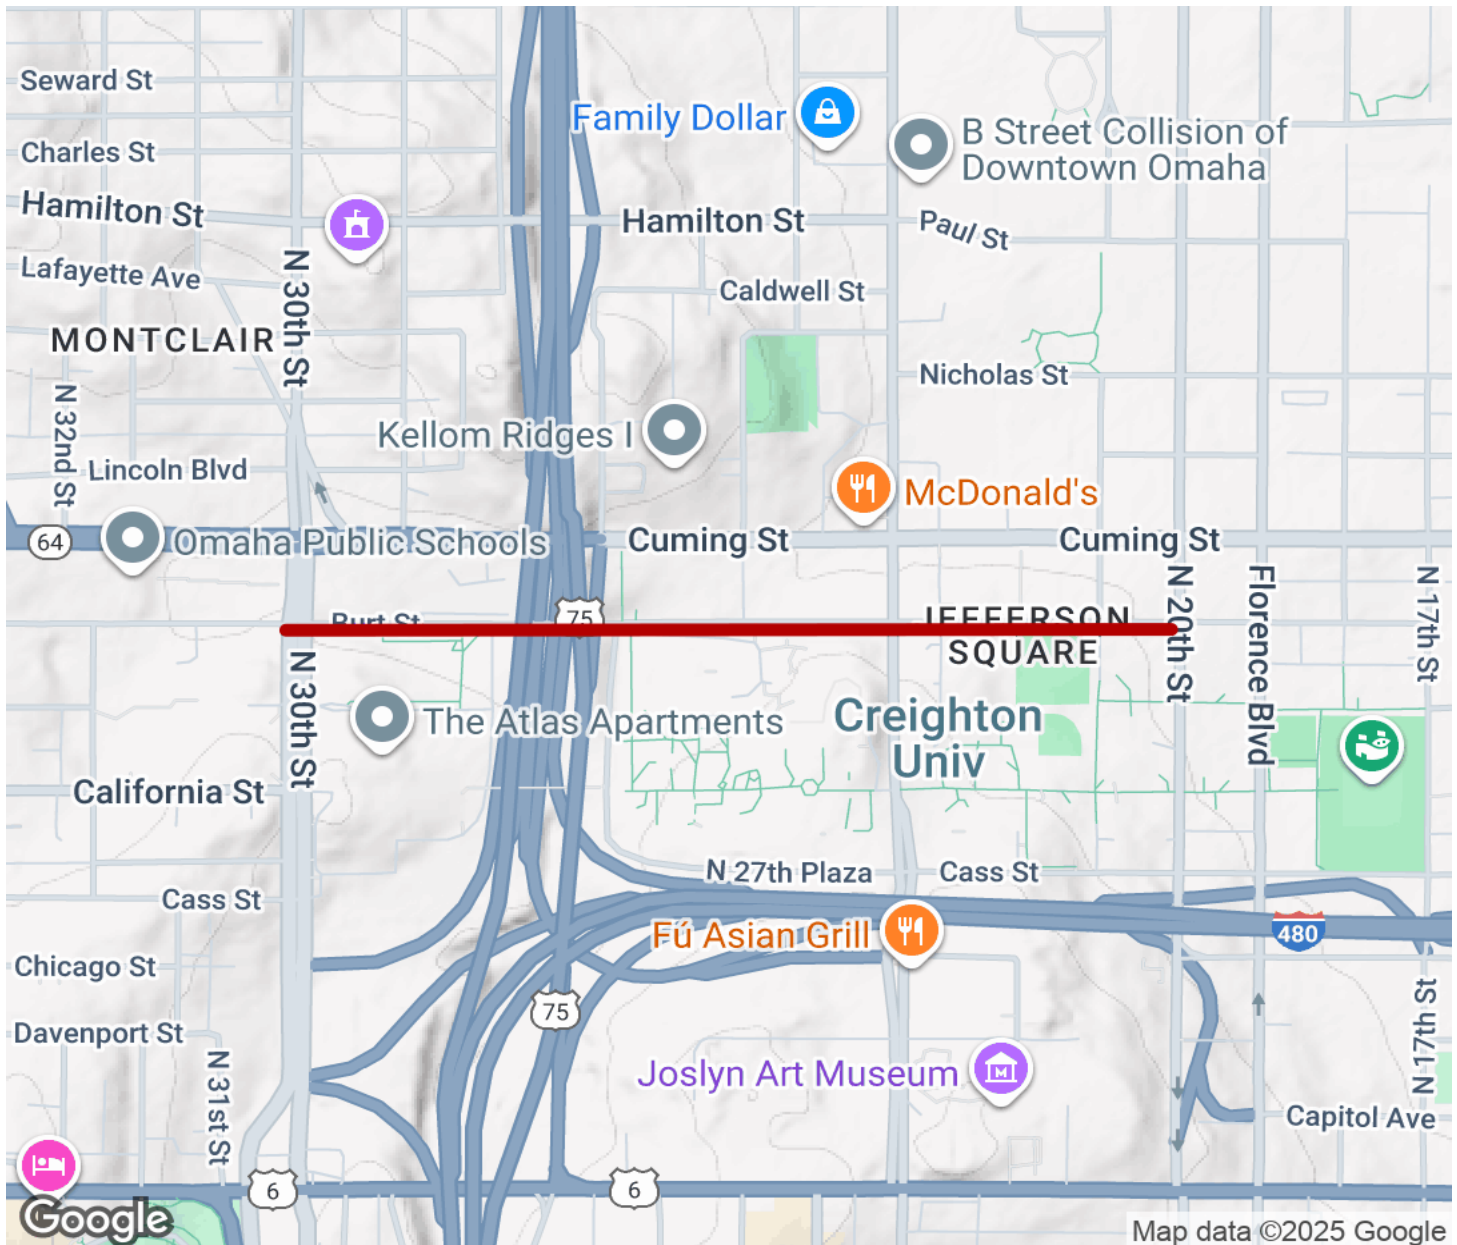 Seward St
Charles St
Hamilton St
Lafayette Ave
MONTCLAIR
N 30th St
N 32nd St
Lincoln Blvd
64
Omaha Public Schools
Family Dollar
B Street Collision of
Downtown Omaha
Hamilton St
Paul St
Caldwell St
Nicholas St
Kellom Ridges I
McDonald's
Cuming St
Cuming St
Burt St
75
JEFFERSON
SQUARE
N 20th St
Florence Blvd
N 17th St
N 30th St
The Atlas Apartments
Creighton
Univ
California St
Cass St
N 27th Plaza
Cass St
Fú Asian Grill
480
Chicago St
Davenport St
N 31st St
75
Joslyn Art Museum
N 17th St
Capitol Ave
6
6
Google
Map data ©2025 Google